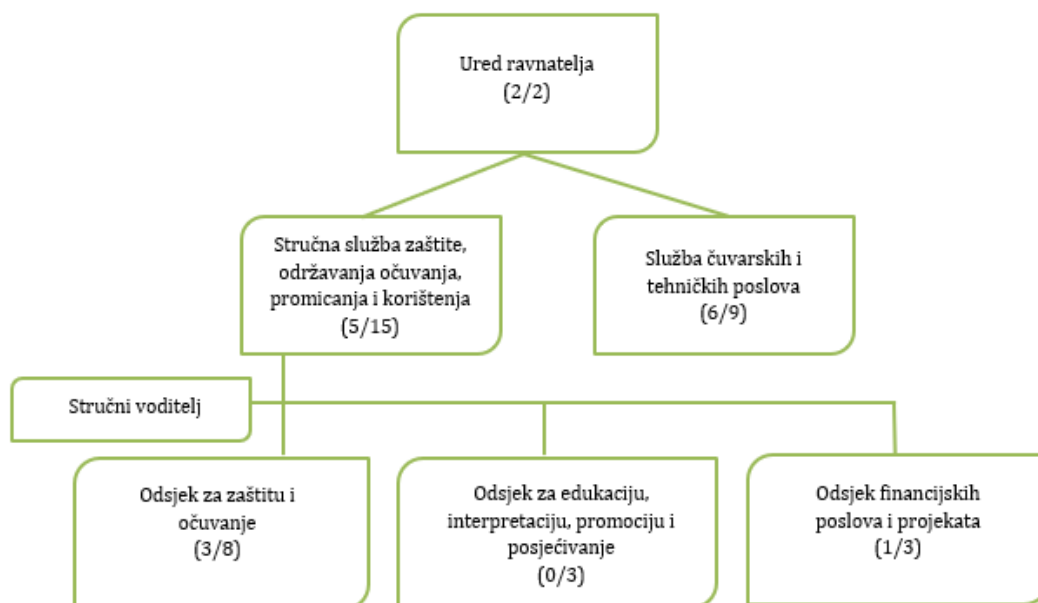 Ured ravnatelja
(2/2)
Stručna služba zaštite,
održavanja očuvanja,
promicanja i korištenja
(5/15)
Služba čuvarskih i
tehničkih poslova
(6/9)
Stručni voditelj
Odsjek za zaštitu i
očuvanje
(3/8)
Odsjek za edukaciju,
interpretaciju, promociju i
posjećivanje
(0/3)
Odsjek financijskih
poslova i projekata
(1/3)